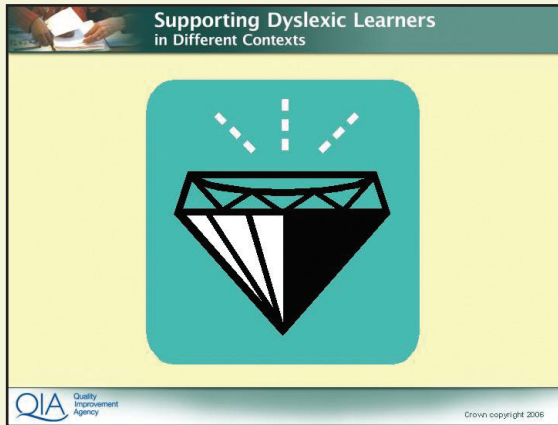 Supporting Dyslexic Learners
in Different Contexts
QIA Quality
Improvement
Agency
Crown copyright 2006